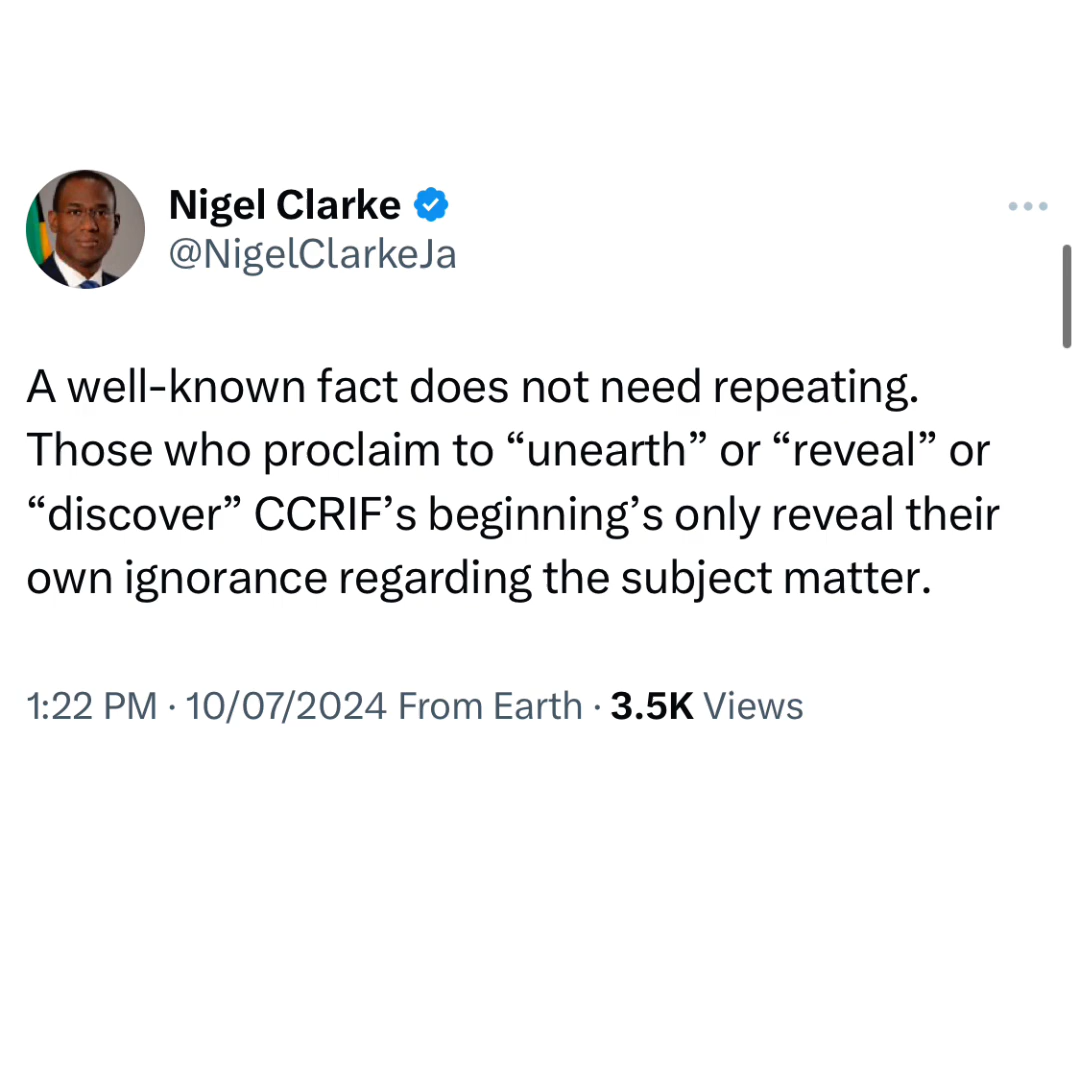 Nigel Clarke
@NigelClarkeJa
A well-known fact does not need repeating.
Those who proclaim to “unearth” or “reveal” or
“discover” CCRIF’s beginning’s only reveal their
own ignorance regarding the subject matter.
1:22 PM · 10/07/2024 From Earth · 3.5K Views